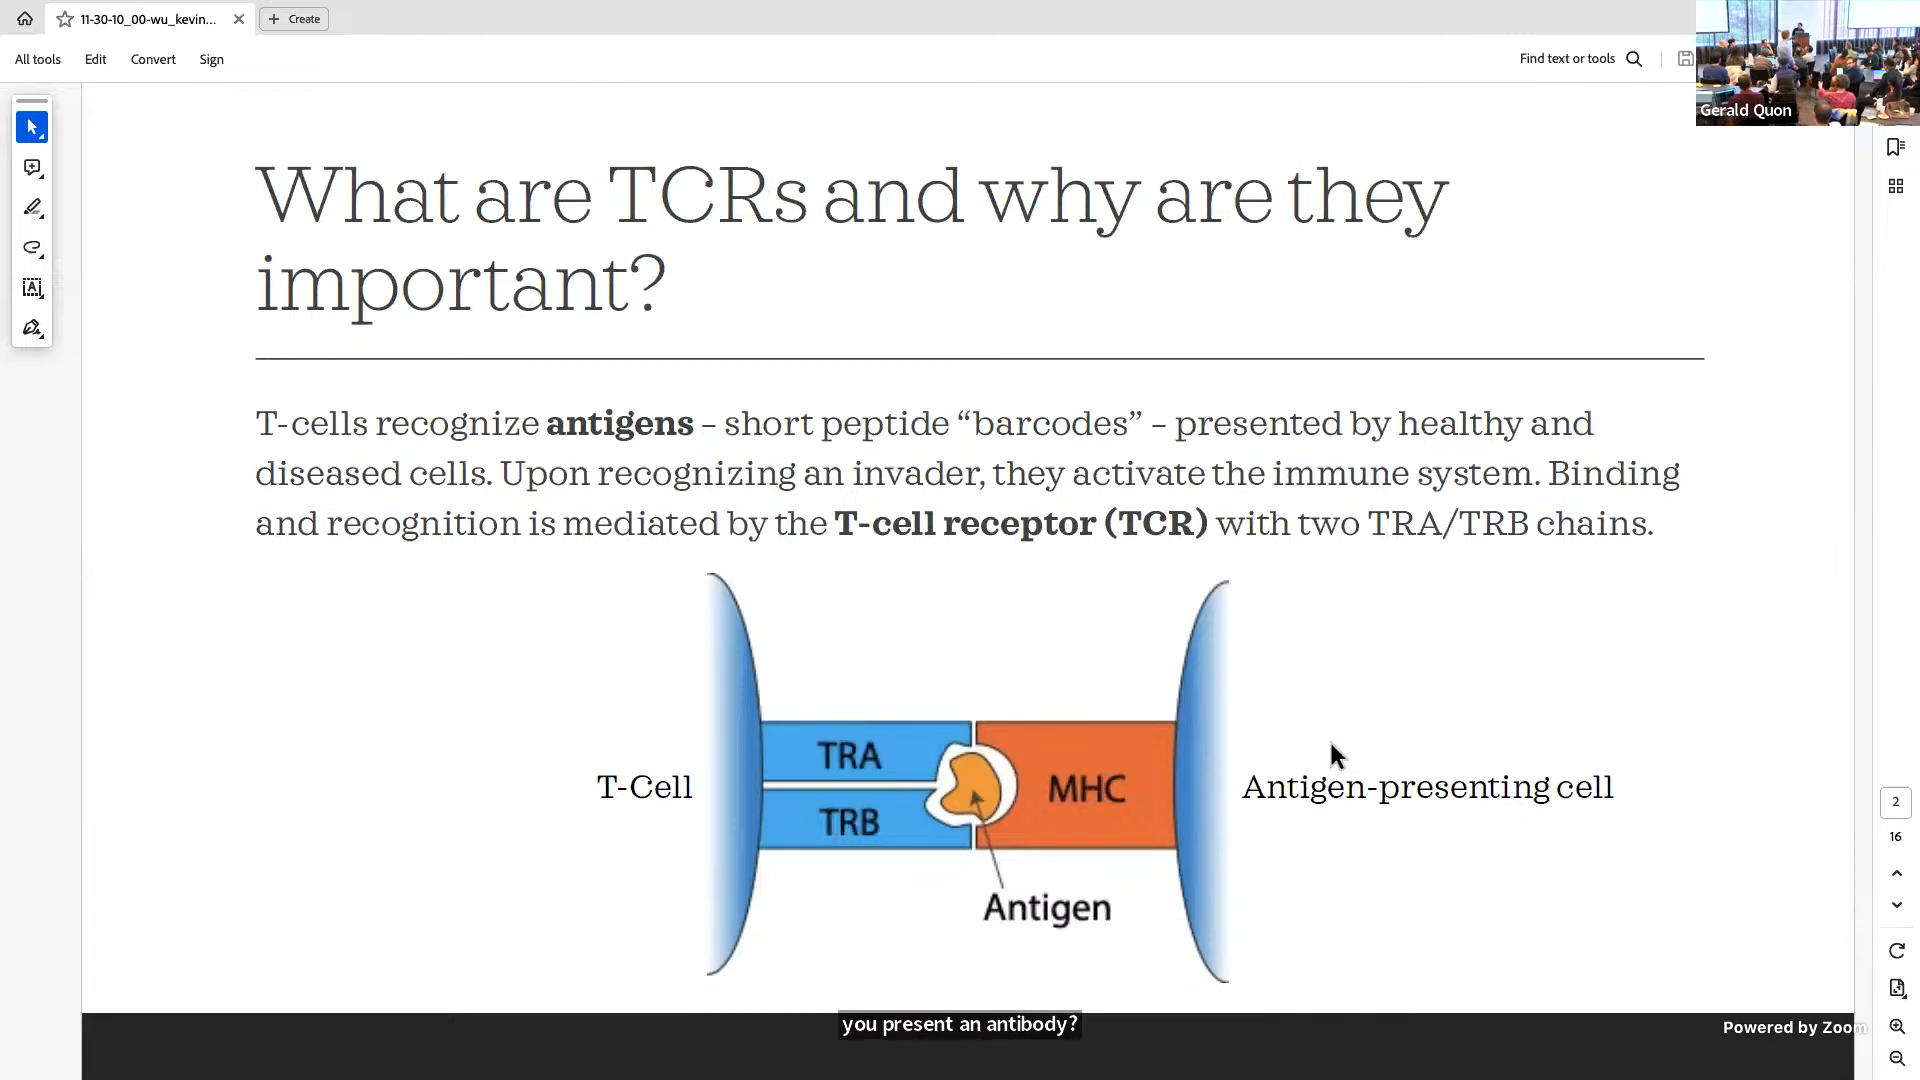 11-30-10_00-wu_kevin...
Create
All tools
Edit
Convert
Sign
Find text or tools
Gerald Quon
What are TCRs and why are they
important?
T-cells recognize antigens – short peptide “barcodes” – presented by healthy and
diseased cells. Upon recognizing an invader, they activate the immune system. Binding
and recognition is mediated by the T-cell receptor (TCR) with two TRA/TRB chains.
TRA
TRB
MHC
T-Cell
Antigen-presenting cell
Antigen
2
16
you present an antibody?
Powered by Zoom